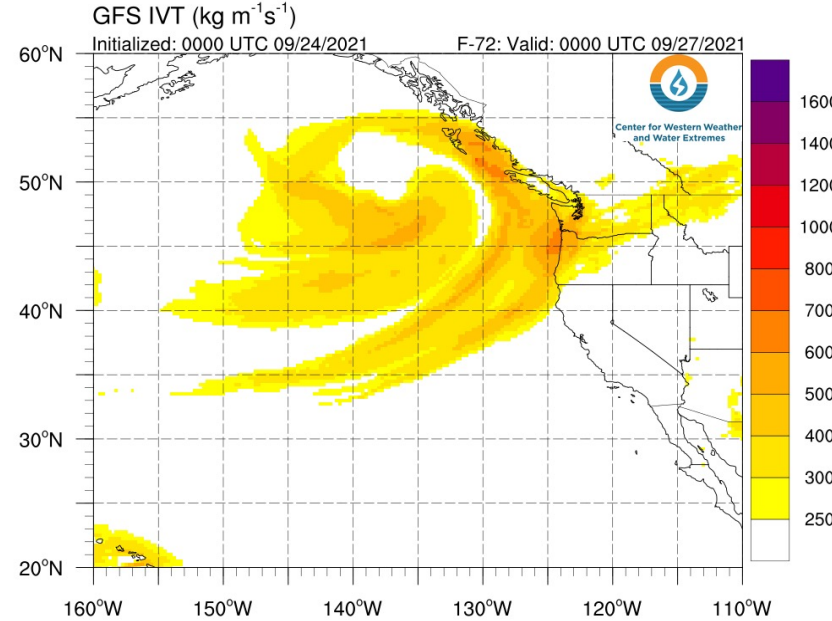 GFS IVT (kg m⁻¹s⁻¹)
Initialized: 0000 UTC 09/24/2021 F-72: Valid: 0000 UTC 09/27/2021
60°N
50°N
40°N
30°N
20°N
160°W 150°W 140°W 130°W 120°W 110°W
Center for Western Weather
and Water Extremes
1600
1400
1200
1000
800
700
600
500
400
300
250